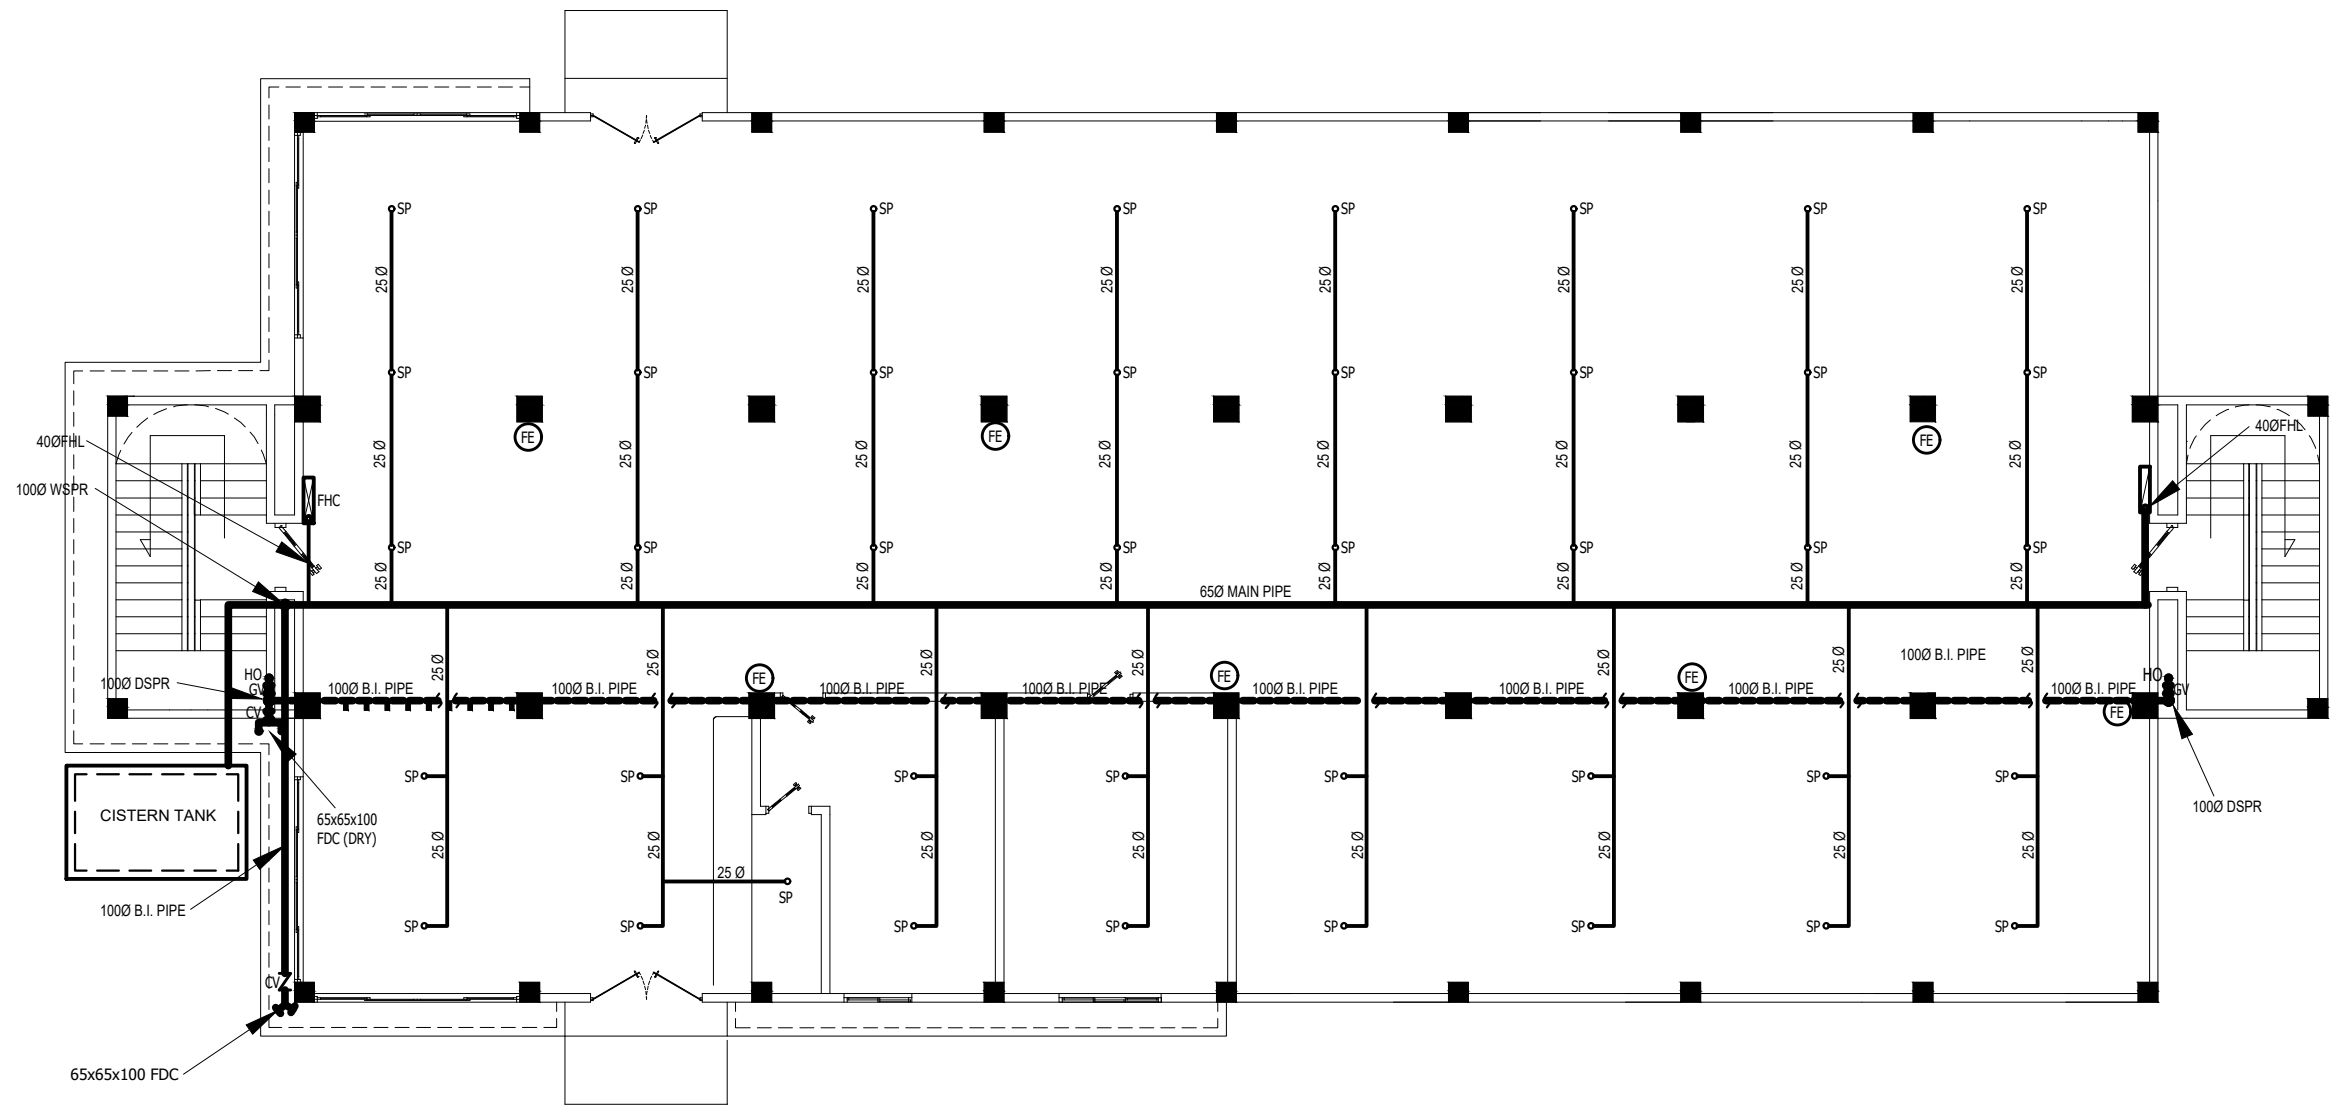 SP
SP
SP
SP
SP
SP
SP
SP
25 Ø
25 Ø
25 Ø
25 Ø
25 Ø
25 Ø
25 Ø
25 Ø
SP
SP
SP
SP
SP
SP
SP
SP
40ØFHL
FE
FE
FE
40ØFHL
25 Ø
25 Ø
25 Ø
25 Ø
25 Ø
25 Ø
25 Ø
25 Ø
100Ø WSPR
FHC
SP
SP
SP
SP
SP
SP
SP
SP
25 Ø
25 Ø
25 Ø
25 Ø
25 Ø
25 Ø
25 Ø
25 Ø
65Ø MAIN PIPE
25 Ø
25 Ø
25 Ø
25 Ø
25 Ø
25 Ø
25 Ø
25 Ø
100Ø B.I. PIPE
HO
FE
FE
FE
HO
100Ø DSPR
GV
100Ø B.I. PIPE
100Ø B.I. PIPE
100Ø B.I. PIPE
100Ø B.I. PIPE
100Ø B.I. PIPE
100Ø B.I. PIPE
100Ø B.I. PIPE
100Ø B.I. PIPE
GV
CV
FE
SP
SP
SP
SP
SP
SP
SP
SP
100Ø DSPR
CISTERN TANK
65x65x100
FDC (DRY)
25 Ø
25 Ø
25 Ø
25 Ø
25 Ø
25 Ø
25 Ø
25 Ø
25 Ø
SP
100Ø B.I. PIPE
SP
SP
SP
SP
SP
SP
SP
SP
CV
65x65x100 FDC